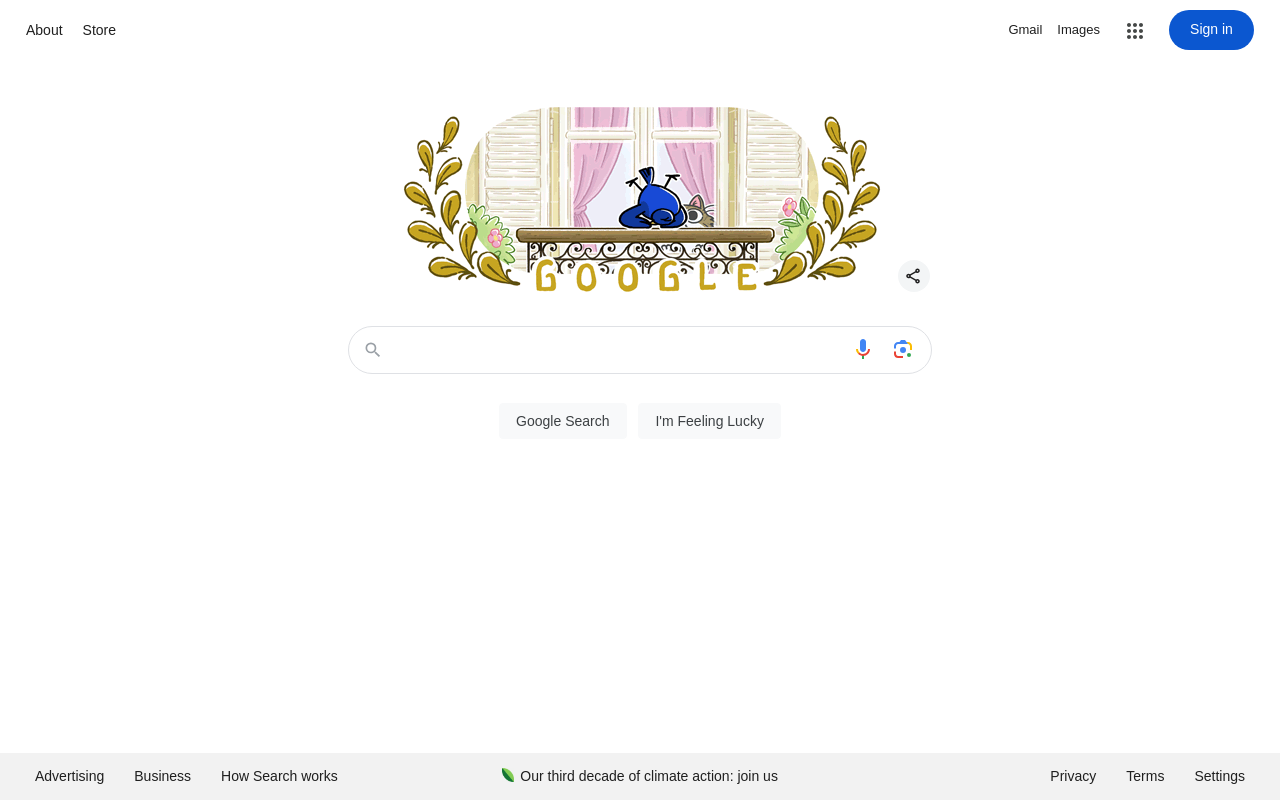 About Store
Gmail Images Sign in
GOOGLE
Google Search I'm Feeling Lucky
Advertising Business How Search works
Our third decade of climate action: join us
Privacy Terms Settings